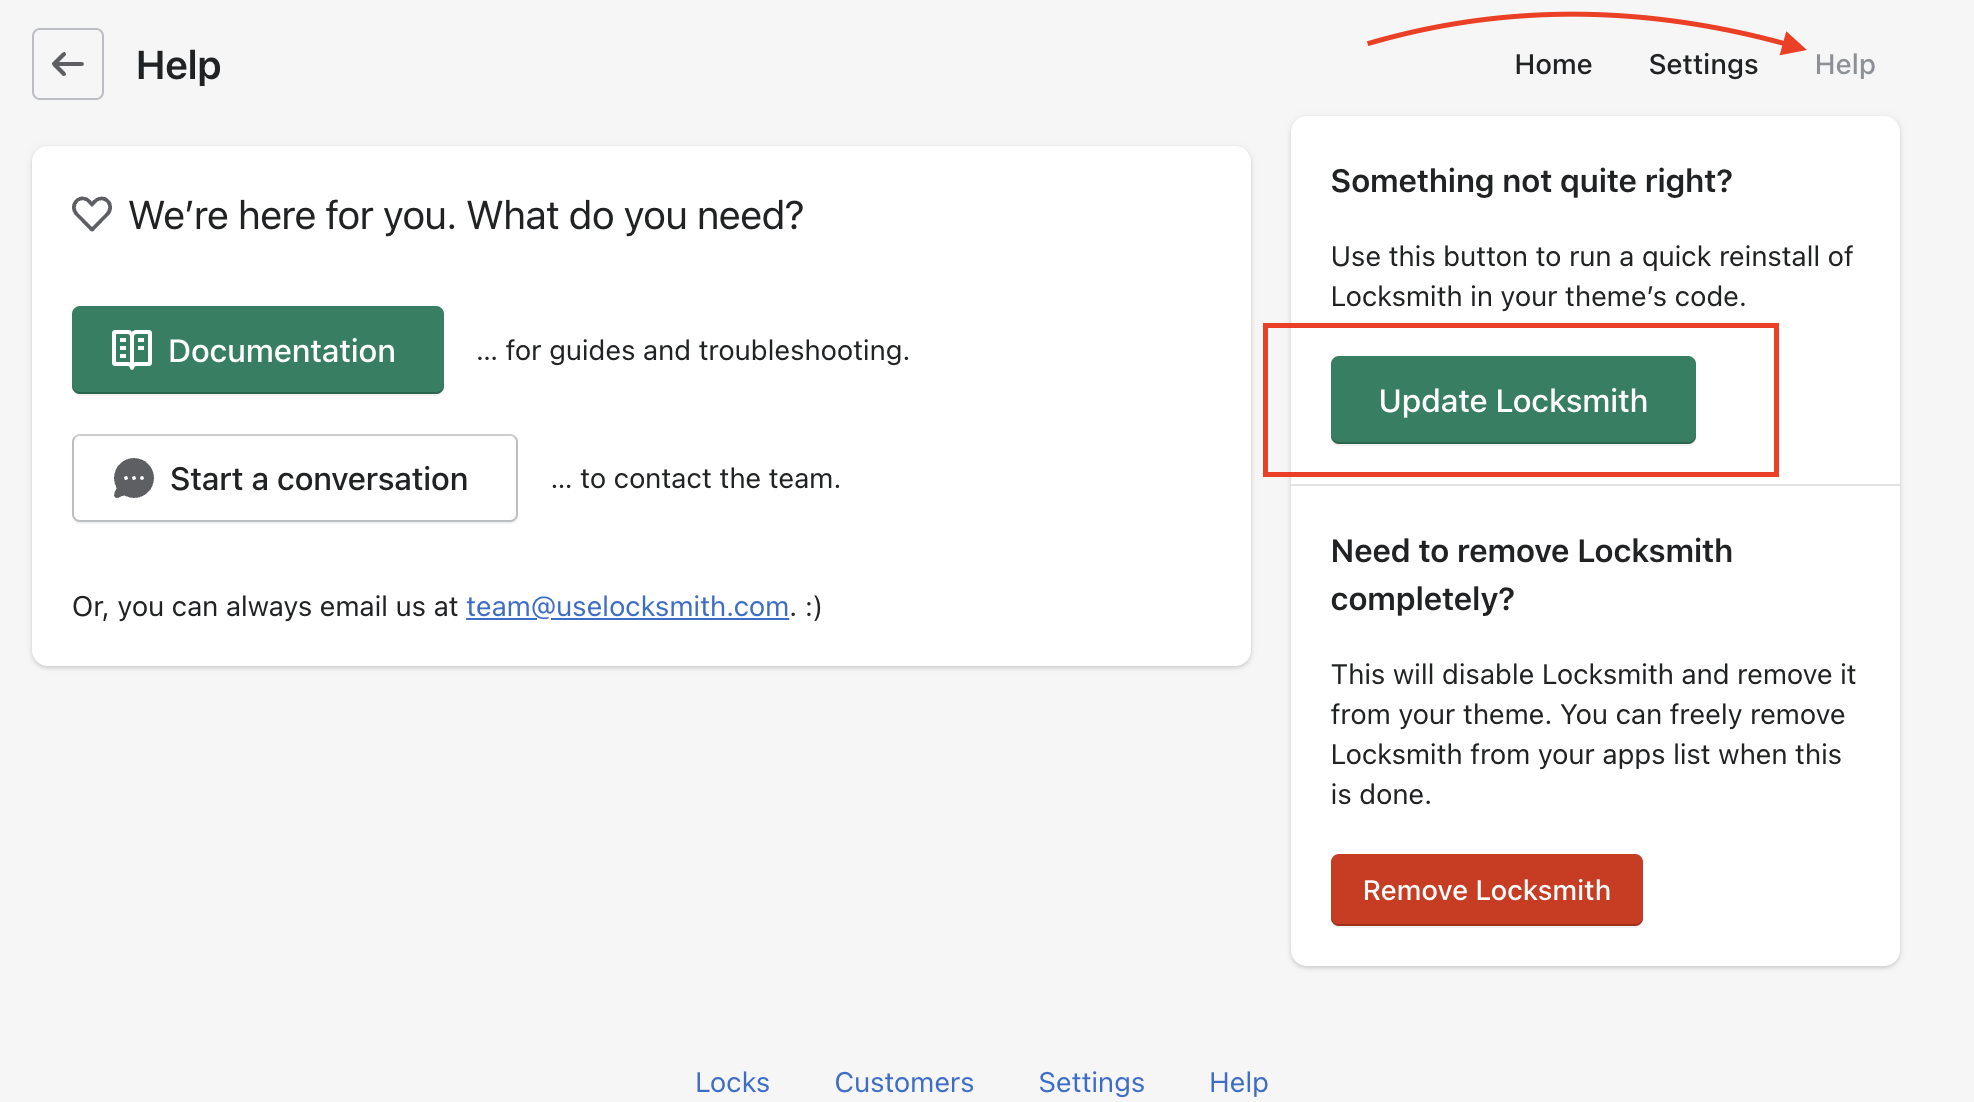 Help
Home Settings Help
We’re here for you. What do you need?
Documentation ... for guides and troubleshooting.
Start a conversation ... to contact the team.
Or, you can always email us at team@uselocksmith.com. :)
Something not quite right?
Use this button to run a quick reinstall of
Locksmith in your theme’s code.
Update Locksmith
Need to remove Locksmith
completely?
This will disable Locksmith and remove it
from your theme. You can freely remove
Locksmith from your apps list when this
is done.
Remove Locksmith
Locks Customers Settings Help